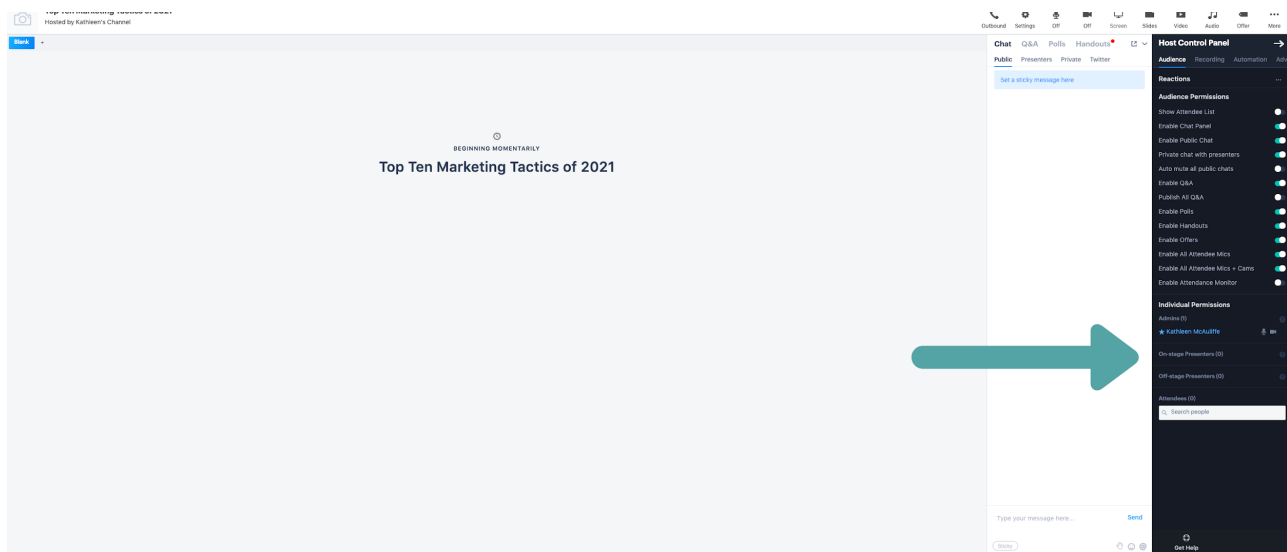 Top Ten Marketing Tactics of 2021
Hosted by Kathleen's Channel
Outbound Settings Off Off Screen Slides Video Audio Offer More
Blank +
BEGINNING MOMENTARILY
Top Ten Marketing Tactics of 2021
Chat Q&A Polls Handouts
Public Presenters Private Twitter
Set a sticky message here
Type your message here... Send
Sticky
Host Control Panel
Audience Recording Automation Adv
Reactions ...
Audience Permissions
Show Attendee List
Enable Chat Panel
Enable Public Chat
Private chat with presenters
Auto mute all public chats
Enable Q&A
Publish All Q&A
Enable Polls
Enable Handouts
Enable Offers
Enable All Attendee Mics
Enable All Attendee Mics + Cams
Enable Attendance Monitor
Individual Permissions
Admins (1)
Kathleen McAuliffe
On-stage Presenters (0)
Off-stage Presenters (0)
Attendees (0)
Search people
Get Help